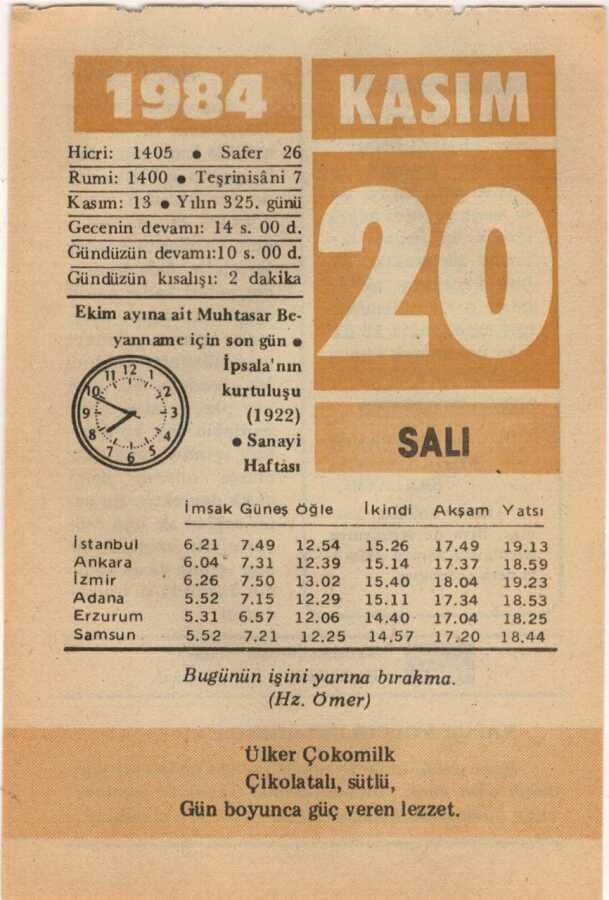 1984
KASIM
20
SALI
Hicri: 1405 ● Safer 26
Rumi: 1400 ● Teşrinisâni 7
Kasım: 13 ● Yılın 325. günü
Gecenin devamı: 14 s. 00 d.
Gündüzün devamı:10 s. 00 d.
Gündüzün kısalışı: 2 dakika
Ekim ayına ait Muhtasar Be-
yanname için son gün ●
İpsala'nın
kurtuluşu
(1922)
● Sanayi
Haftası
12 1 2 3 4 5 6 7 8 9 10 11
İmsak Güneş Öğle İkindi Akşam Yatsı
İstanbul 6.21 7.49 12.54 15.26 17.49 19.13
Ankara 6.04 7.31 12.39 15.14 17.37 18.59
İzmir 6.26 7.50 13.02 15.40 18.04 19.23
Adana 5.52 7.15 12.29 15.11 17.34 18.53
Erzurum 5.31 6.57 12.06 14.40 17.04 18.25
Samsun 5.52 7.21 12.25 14.57 17.20 18.44
Bugünün işini yarına bırakma.
(Hz. Ömer)
Ülker Çokomilk
Çikolatalı, sütlü,
Gün boyunca güç veren lezzet.